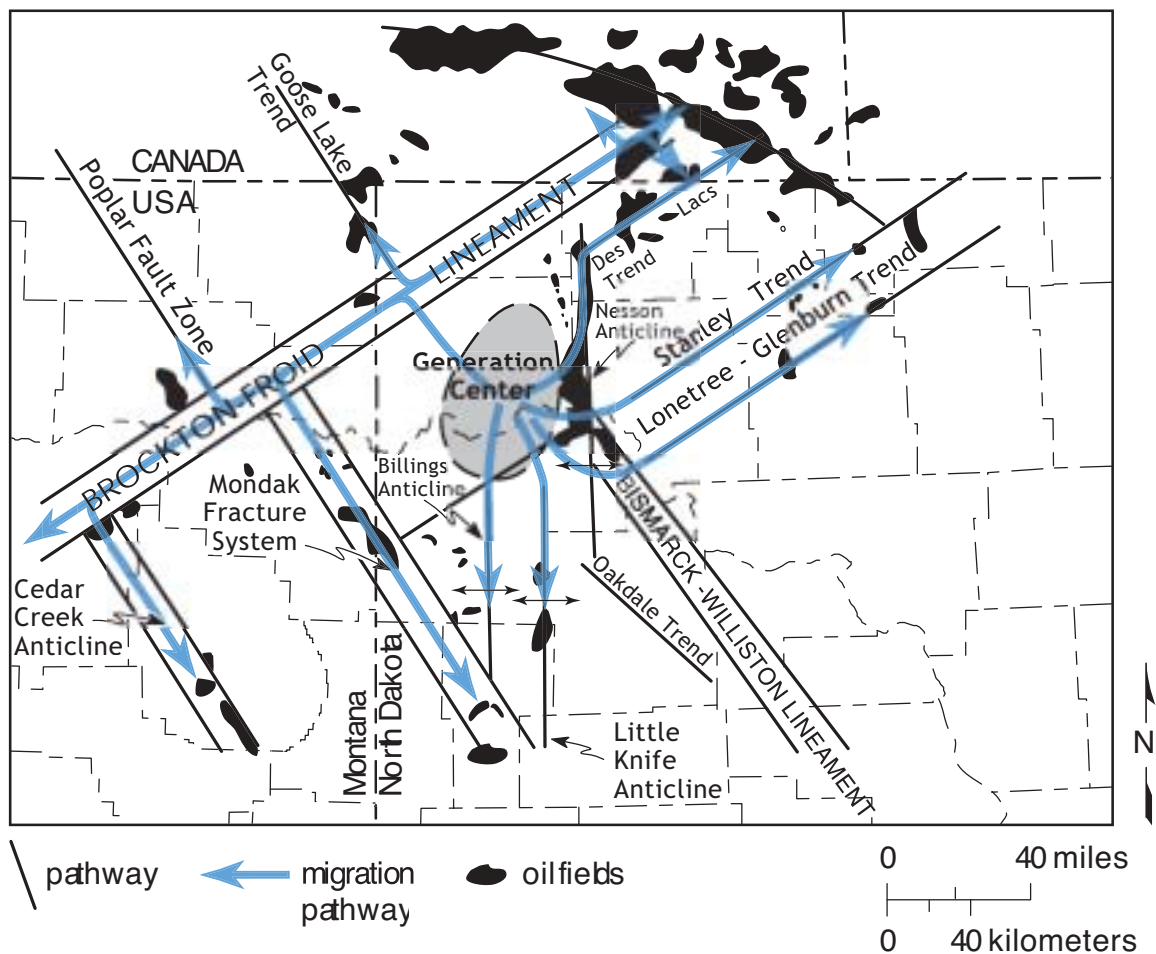 Goose Lake
Trend
CANADA
USA
Poplar Fault Zone
LINEAMENT
BROCKTON-FROID
Lacs
Des
Trend
Nesson
Anticline
Stanley Trend
Lonetree - Glenburn Trend
Generation
Center
Billings
Anticline
Mondak
Fracture
System
Cedar
Creek
Anticline
BISMARCK-WILLISTON LINEAMENT
Oakdale Trend
Montana
North Dakota
Little
Knife
Anticline
N
pathway
migration
pathway
oil fields
0 40 miles
0 40 kilometers